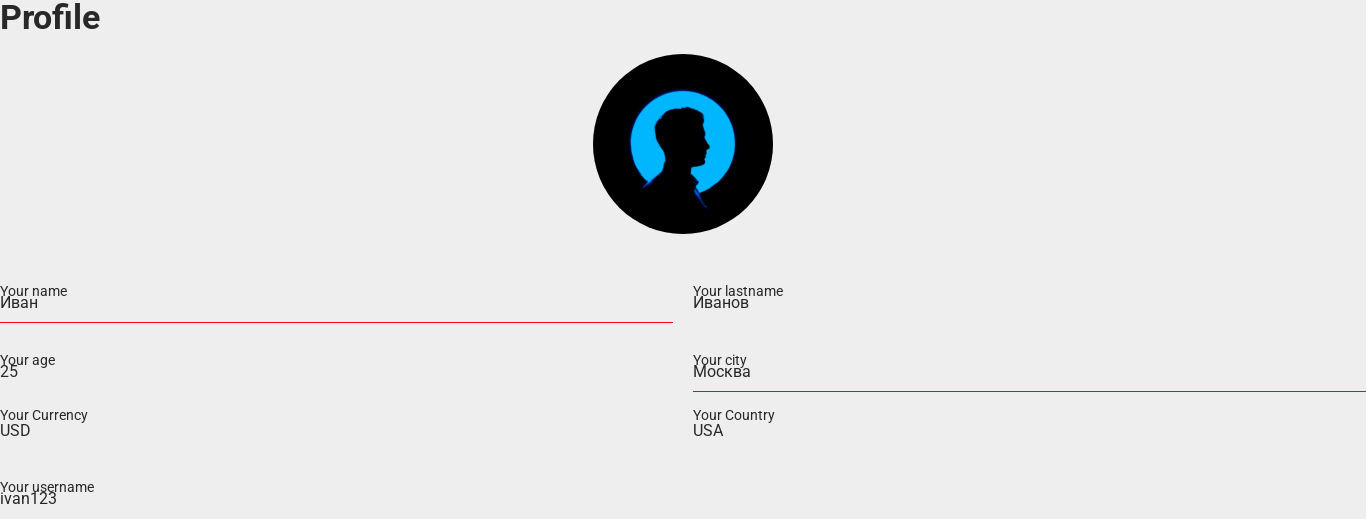 Profile
Your name
Иван
Your lastname
Иванов
Your age
25
Your city
Москва
Your Currency
USD
Your Country
USA
Your username
ivan123